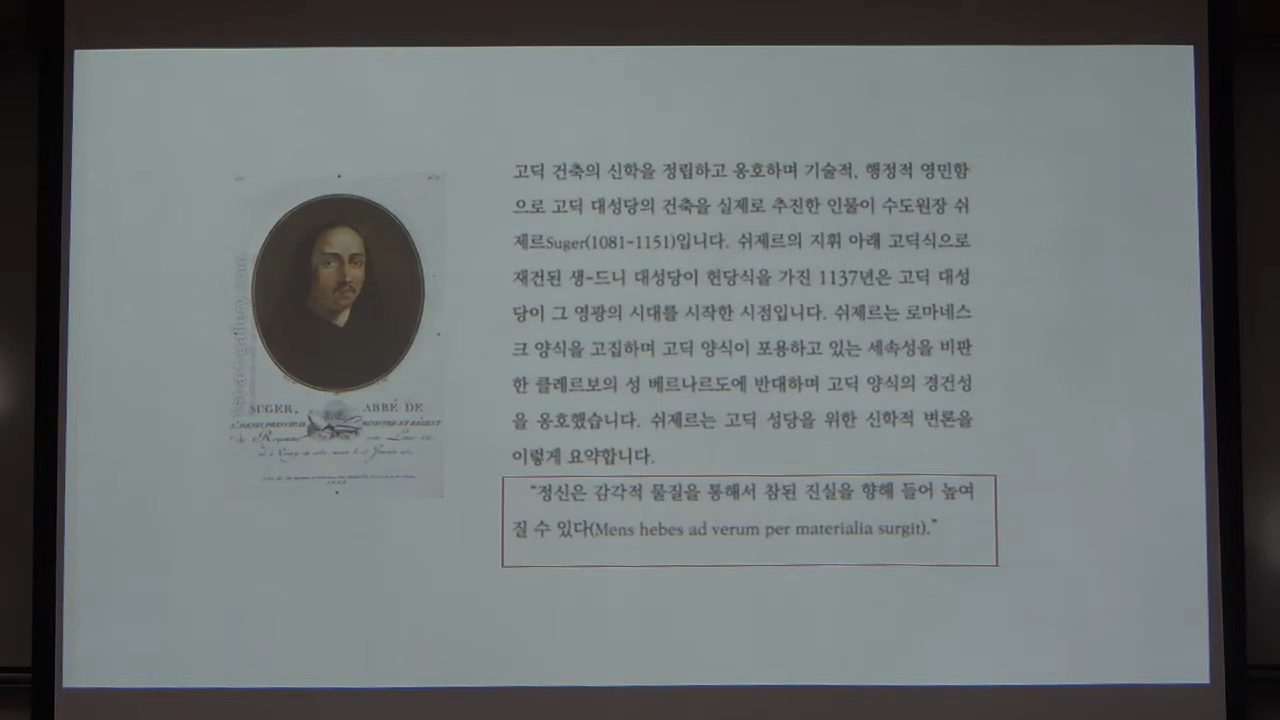 고딕 건축의 신학을 정립하고 옹호하며 기술적, 행정적 영민함
으로 고딕 대성당의 건축을 실제로 추진한 인물이 수도원장 쉬
제르Suger(1081-1151)입니다. 쉬제르의 지휘 아래 고딕식으로
재건된 생-드니 대성당이 헌당식을 가진 1137년은 고딕 대성
당이 그 영광의 시대를 시작한 시점입니다. 쉬제르는 로마네스
크 양식을 고집하며 고딕 양식이 포용하고 있는 세속성을 비판
한 클레르보의 성 베르나르도에 반대하며 고딕 양식의 경건성
을 옹호했습니다. 쉬제르는 고딕 성당을 위한 신학적 변론을
이렇게 요약합니다.
“정신은 감각적 물질을 통해서 참된 진실을 향해 들어 높여
질 수 있다(Mens hebes ad verum per materialia surgit).”
SUGER, ABBÉ DE
MINISTRE ET RÉGENT